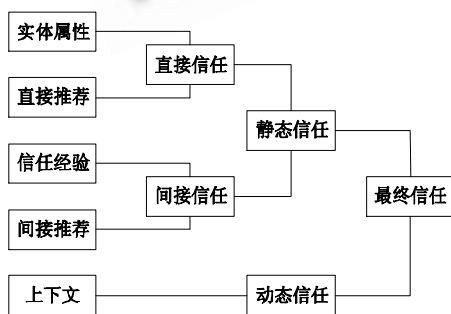 实体属性
直接信任
直接推荐
静态信任
信任经验
间接信任
最终信任
间接推荐
上下文
动态信任